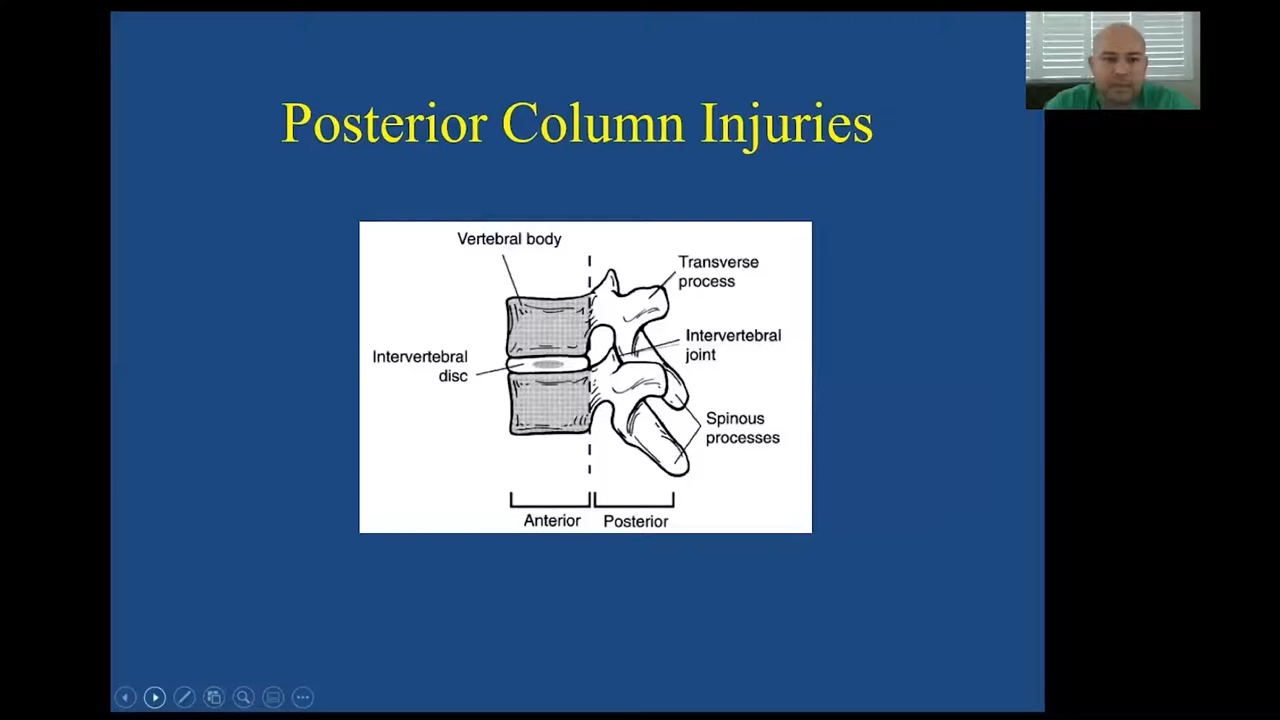 Posterior Column Injuries
Vertebral body
Transverse
process
Intervertebral
joint
Intervertebral
disc
Spinous
processes
Anterior
Posterior